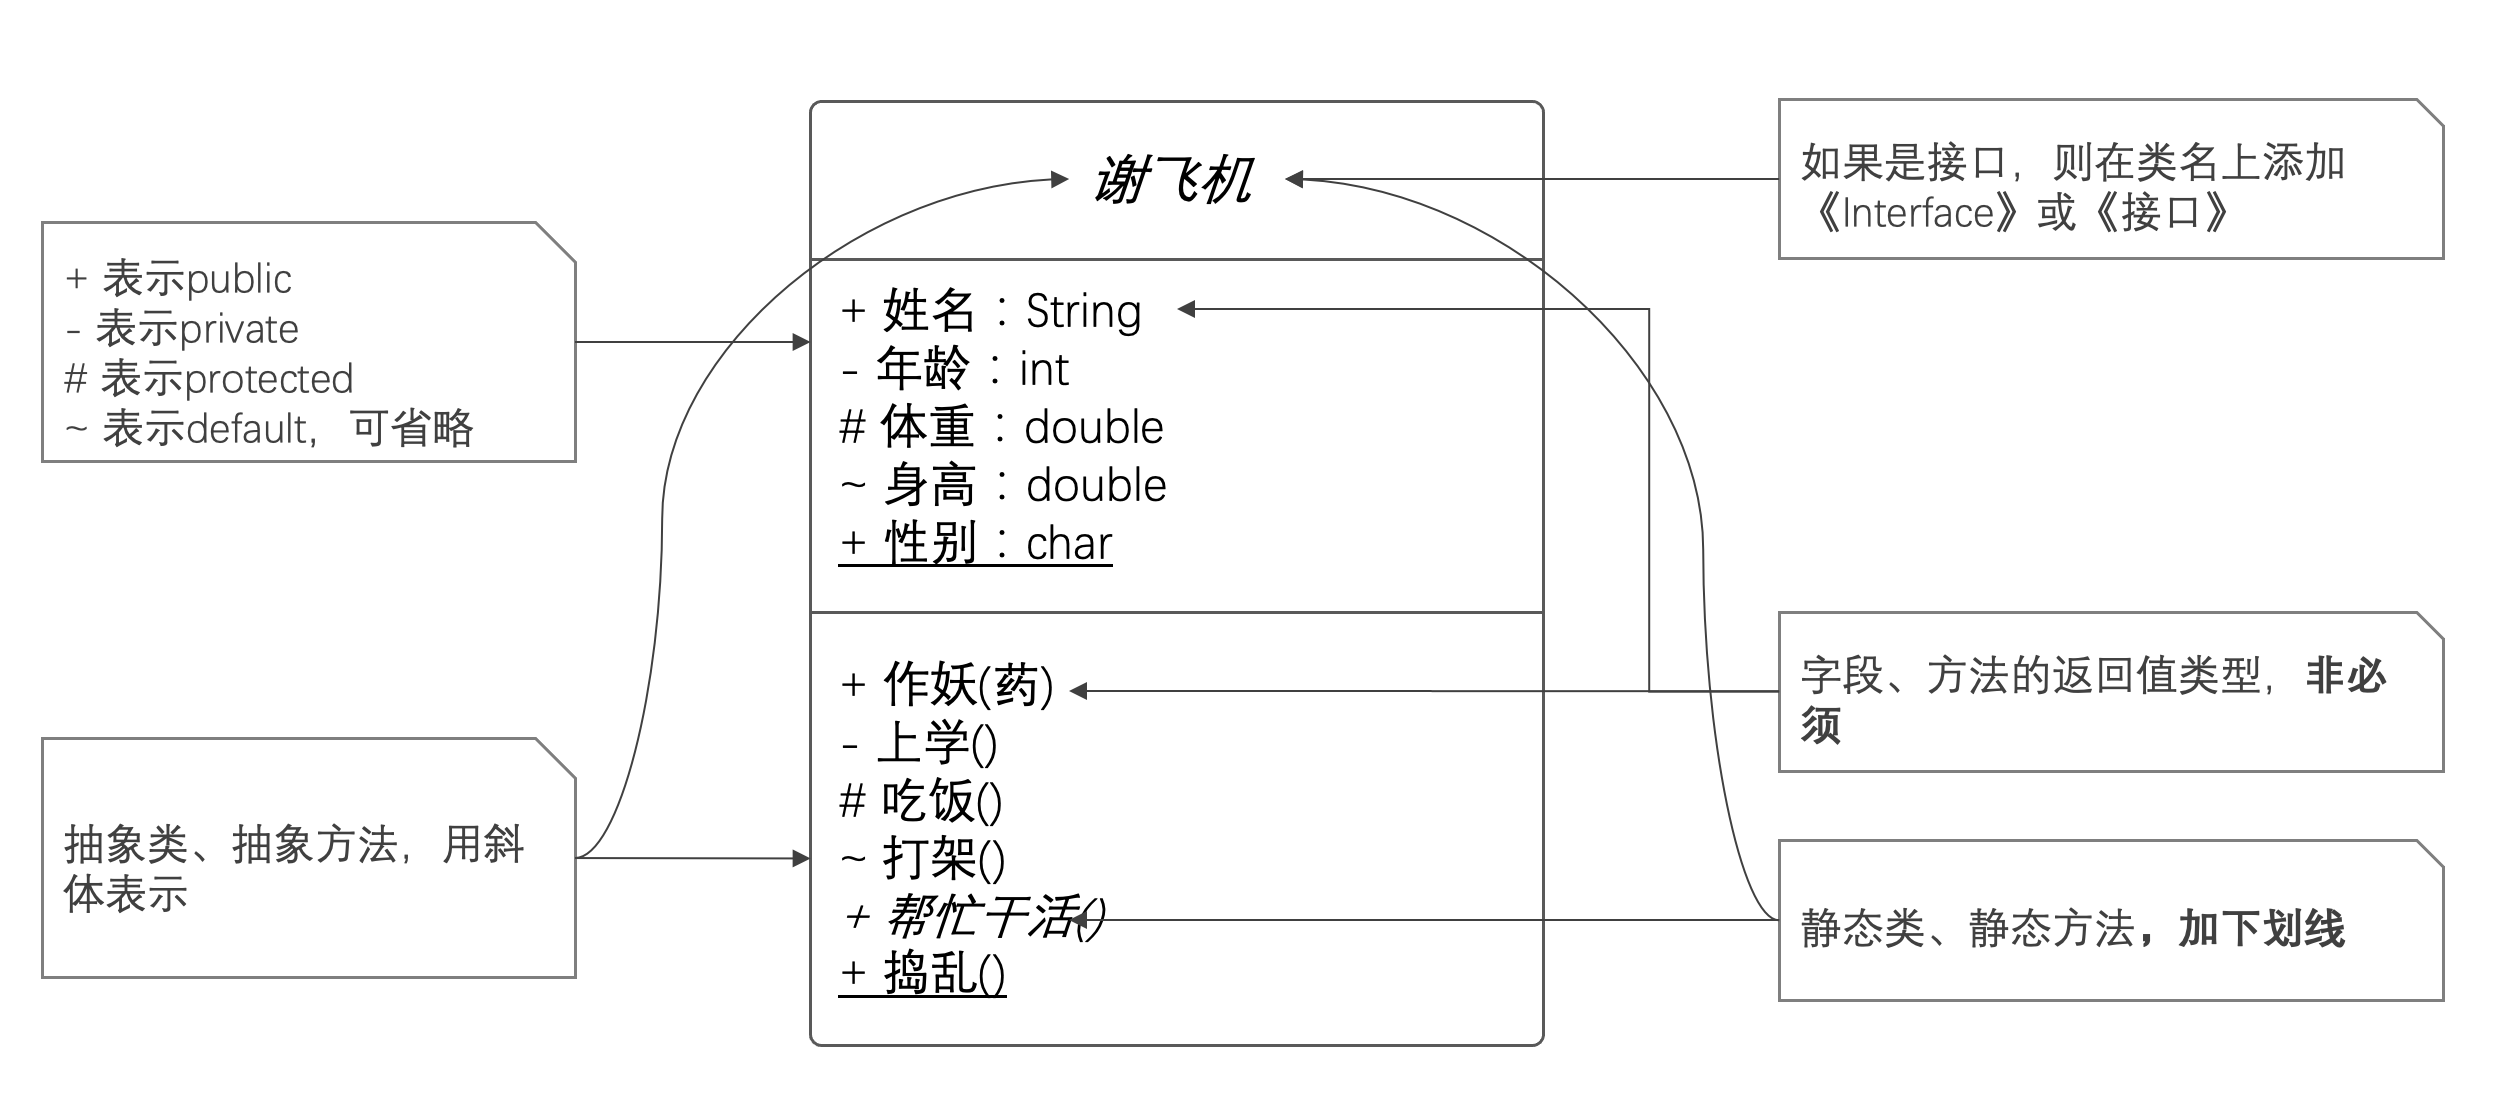 谢飞机
+ 姓名：String
- 年龄：int
# 体重：double
~ 身高：double
+ 性别：char
+ 作妖(药)
- 上学()
# 吃饭()
~ 打架()
+ 帮忙干活()
+ 捣乱()
+ 表示public
- 表示private
# 表示protected
~ 表示default，可省略
抽象类、抽象方法，用斜
体表示
如果是接口，则在类名上添加
《Interface》或《接口》
字段、方法的返回值类型，非必
须
静态类、静态方法，加下划线